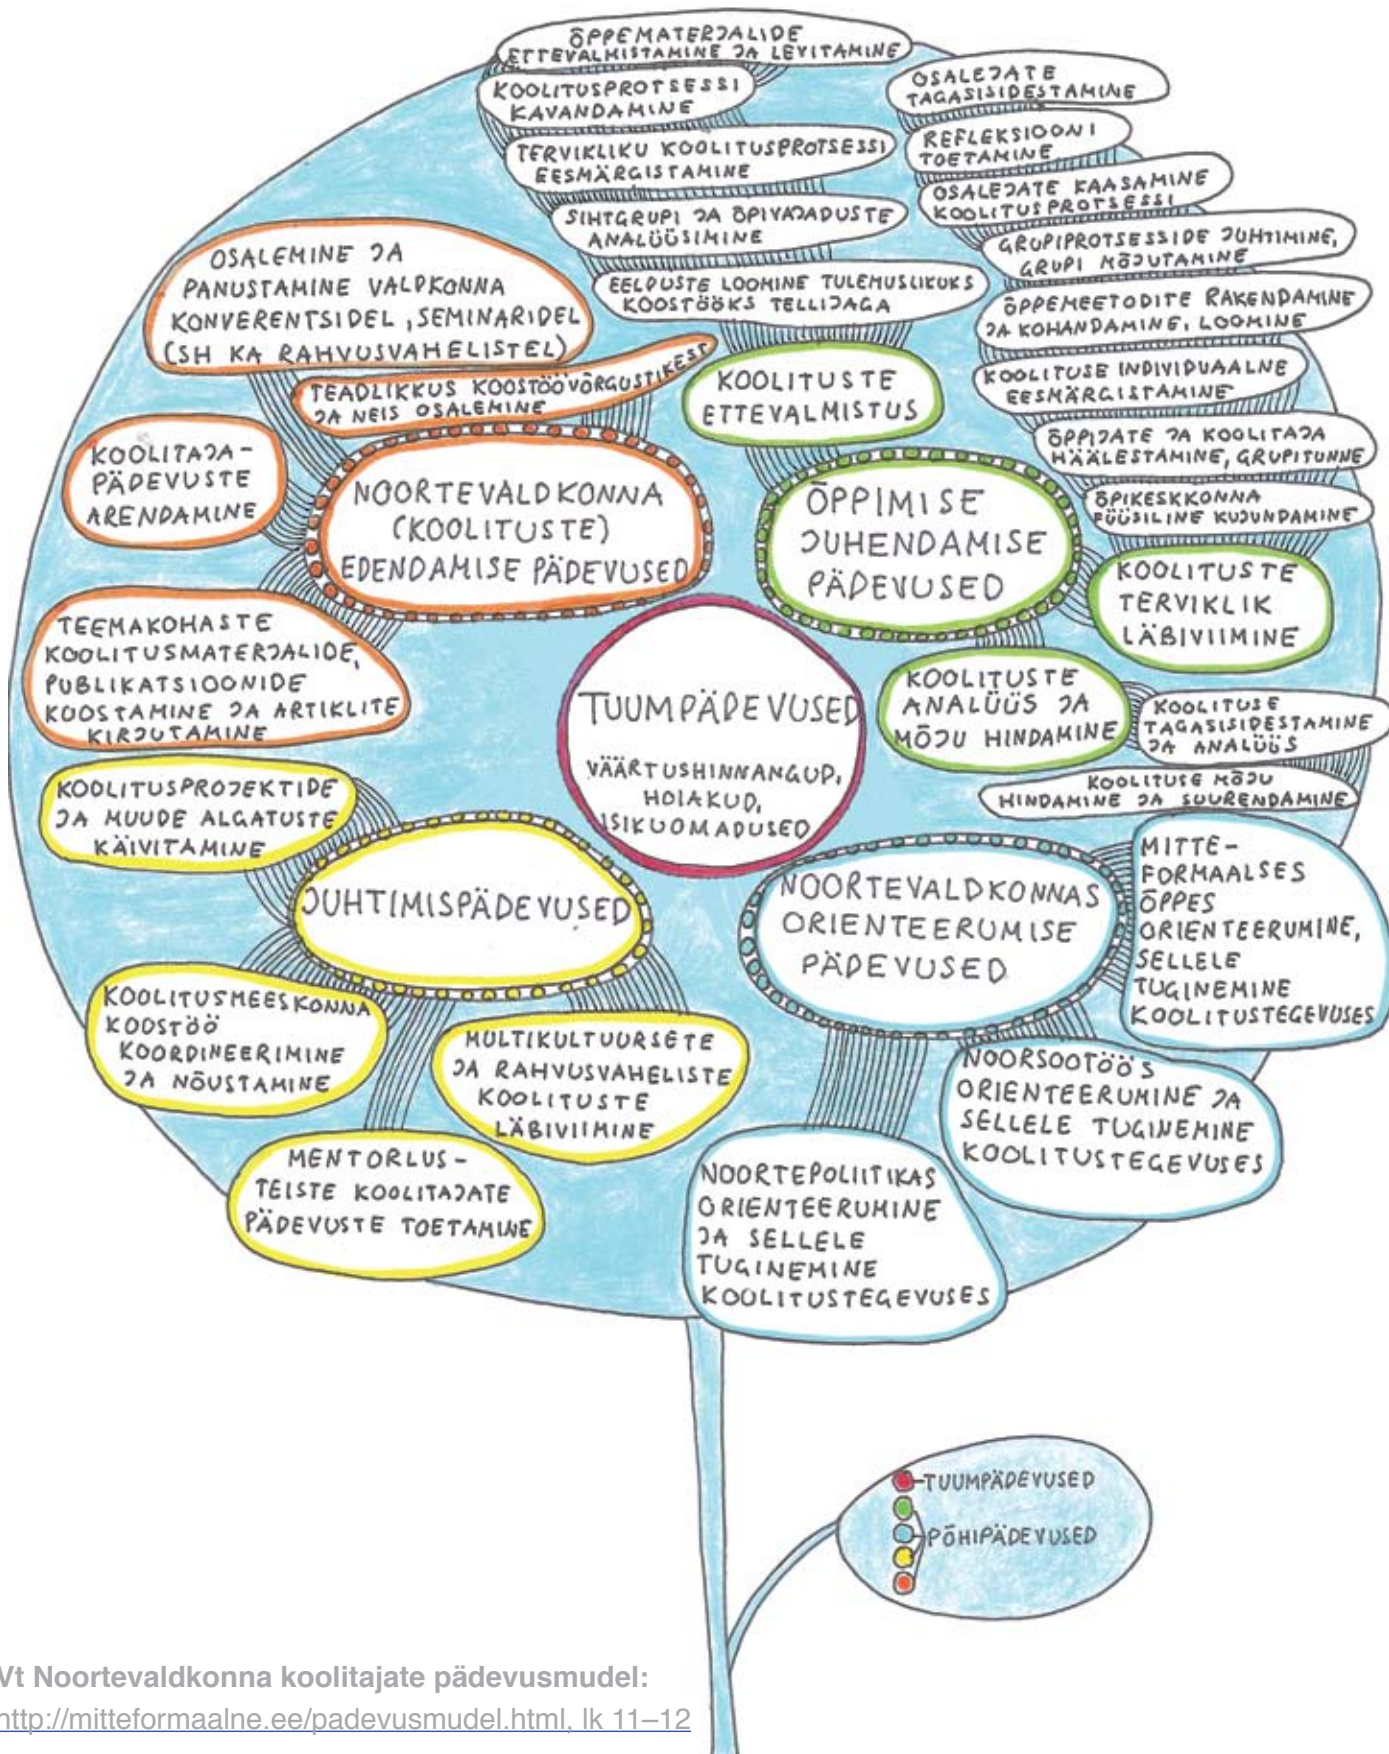 ÕPPEMATERJALIDE
ETTEVALMISTAMINE JA LEVITAMINE
KOOLITUSPROTSESSI
KAVANDAMINE
TERVIKLIKU KOOLITUSPROTSESSI
EESMÄRGISTAMINE
SIHTGRUPI JA ÕPIVAJADUSTE
ANALÜÜSIMINE
EELDUSTE LOOMINE TULEMUSLIKUKS
KOOSTÖÖKS TELLIJAGA
KOOLITUSTE
ETTEVALMISTUS
OSALEJATE
TAGASISIDESTAMINE
REFLEKSIOONI
TOETAMINE
OSALEJATE KAASAMINE
KOOLITUSPROTSESSI
GRUPIPROTSESSIDE JUHTIMINE,
GRUPI MÕJUTAMINE
ÕPPEMEETODITE RAKENDAMINE
JA KOHANDAMINE, LOOMINE
KOOLITUSE INDIVIDUAALNE
EESMÄRGISTAMINE
ÕPPIJATE JA KOOLITAJA
HÄÄLESTAMINE, GRUPITUNNE
ÕPIKESKKONNA
FÜÜSILINE KUJUNDAMINE
KOOLITUSTE
TERVIKLIK
LÄBIVIIMINE
OSALEMINE JA
PANUSTAMINE VALDKONNA
KONVERENTSIDEL, SEMINARIDEL
(SH KA RAHVUSVAHELISTEL)
TEADLIKKUS KOOSTÖÖVÕRGUSTIKEST
JA NEIS OSALEMINE
KOOLITAJA-
PÄDEVUSTE
ARENDAMINE
NOORTEVALDKONNA
(KOOLITUSTE)
EDENDAMISE PÄDEVUSED
ÕPPIMISE
JUHENDAMISE
PÄDEVUSED
TEEMAKOHASTE
KOOLITUSMATERJALIDE,
PUBLIKATSIOONIDE
KOOSTAMINE JA ARTIKLITE
KIRJUTAMINE
TUUMPÄDEVUSED
VÄÄRTUSHINNANGUD,
HOIAKUD,
ISIKUOMADUSED
KOOLITUSTE
ANALÜÜS JA
MÕJU HINDAMINE
KOOLITUSE
TAGASISIDESTAMINE
JA ANALÜÜS
KOOLITUSE MÕJU
HINDAMINE JA SUURENDAMINE
KOOLITUSPROJEKTIDE
JA MUUDE ALGATUSTE
KÄIVITAMINE
JUHTIMISPÄDEVUSED
NOORTEVALDKONNAS
ORIENTEERUMISE
PÄDEVUSED
MITTE-
FORMAALSES
ÕPPES
ORIENTEERUMINE,
SELLELE
TUGINEMINE
KOOLITUSTEGEVUSES
KOOLITUSMEESKONNA
KOOSTÖÖ
KOORDINEERIMINE
JA NÕUSTAMINE
MULTIKULTUURSETE
JA RAHVUSVAHELISTE
KOOLITUSTE
LÄBIVIIMINE
NOORSOOTÖÖS
ORIENTEERUMINE JA
SELLELE TUGINEMINE
KOOLITUSTEGEVUSES
MENTORLUS-
TEISTE KOOLITAJATE
PÄDEVUSTE TOETAMINE
NOORTEPOLIITIKAS
ORIENTEERUMINE
JA SELLELE
TUGINEMINE
KOOLITUSTEGEVUSES
TUUMPÄDEVUSED
PÕHIPÄDEVUSED
Vt Noortevaldkonna koolitajate pädevusmudel:
http://mitteformaalne.ee/padevusmudel.html, lk 11–12